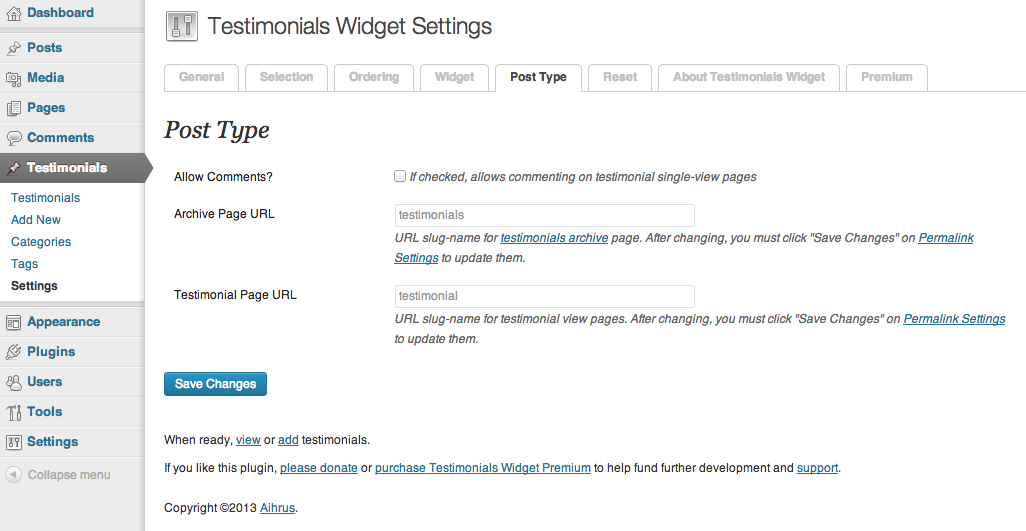 Dashboard
Posts
Media
Pages
Comments
Testimonials
Testimonials
Add New
Categories
Tags
Settings
Appearance
Plugins
Users
Tools
Settings
Collapse menu
Testimonials Widget Settings
General
Selection
Ordering
Widget
Post Type
Reset
About Testimonials Widget
Premium
Post Type
Allow Comments?
If checked, allows commenting on testimonial single-view pages
Archive Page URL
testimonials
URL slug-name for testimonials archive page. After changing, you must click "Save Changes" on Permalink
Settings to update them.
Testimonial Page URL
testimonial
URL slug-name for testimonial view pages. After changing, you must click "Save Changes" on Permalink Settings
to update them.
Save Changes
When ready, view or add testimonials.
If you like this plugin, please donate or purchase Testimonials Widget Premium to help fund further development and support.
Copyright ©2013 Aihrus.